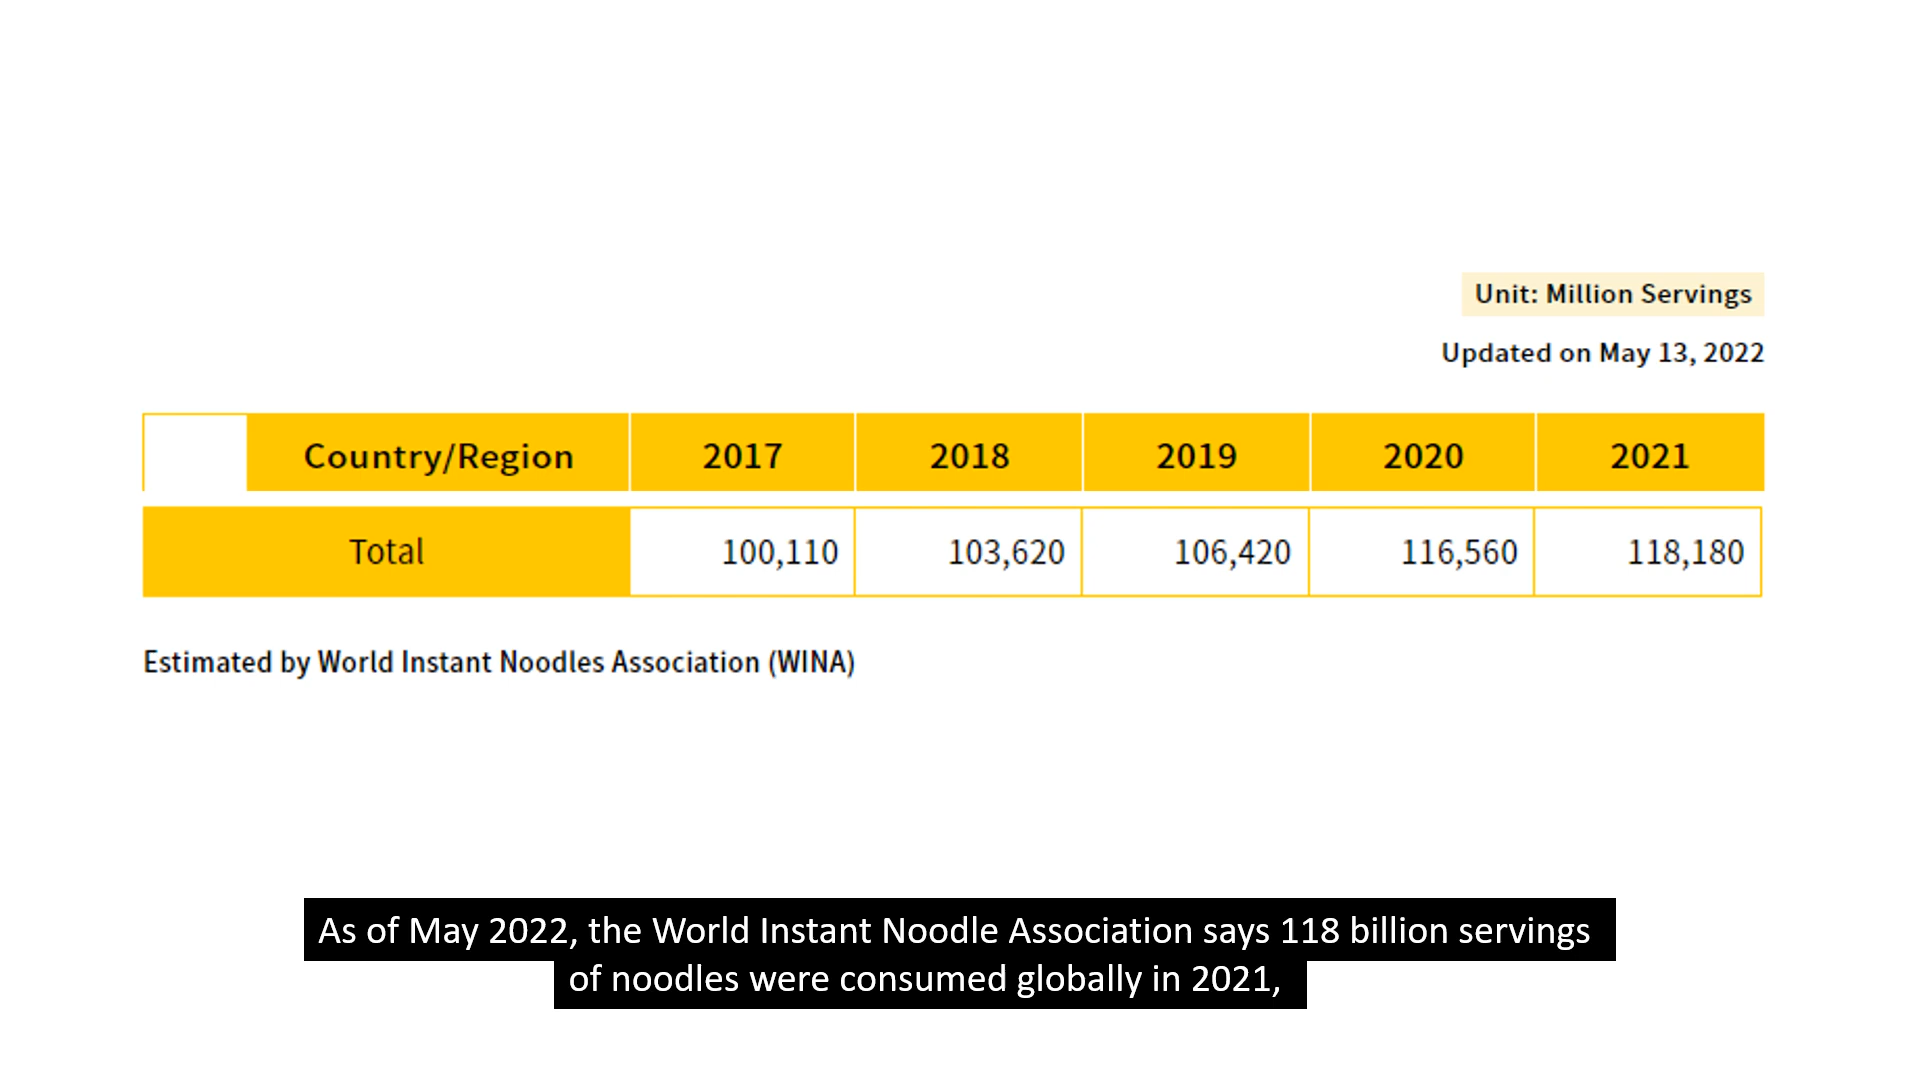 Unit: Million Servings
Updated on May 13, 2022
Country/Region 2017 2018 2019 2020 2021
Total 100,110 103,620 106,420 116,560 118,180
Estimated by World Instant Noodles Association (WINA)
As of May 2022, the World Instant Noodle Association says 118 billion servings
of noodles were consumed globally in 2021,